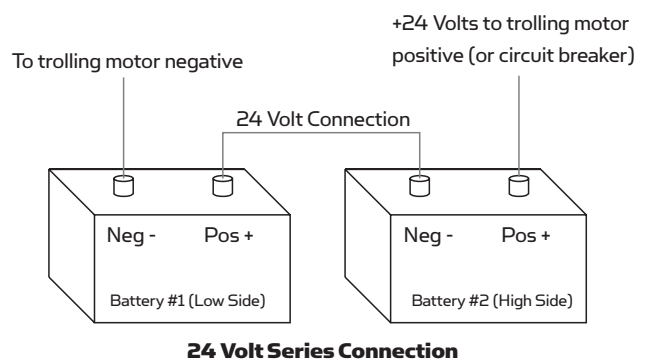 +24 Volts to trolling motor
positive (or circuit breaker)
To trolling motor negative
24 Volt Connection
Neg -
Pos +
Neg -
Pos +
Battery #1 (Low Side)
Battery #2 (High Side)
24 Volt Series Connection